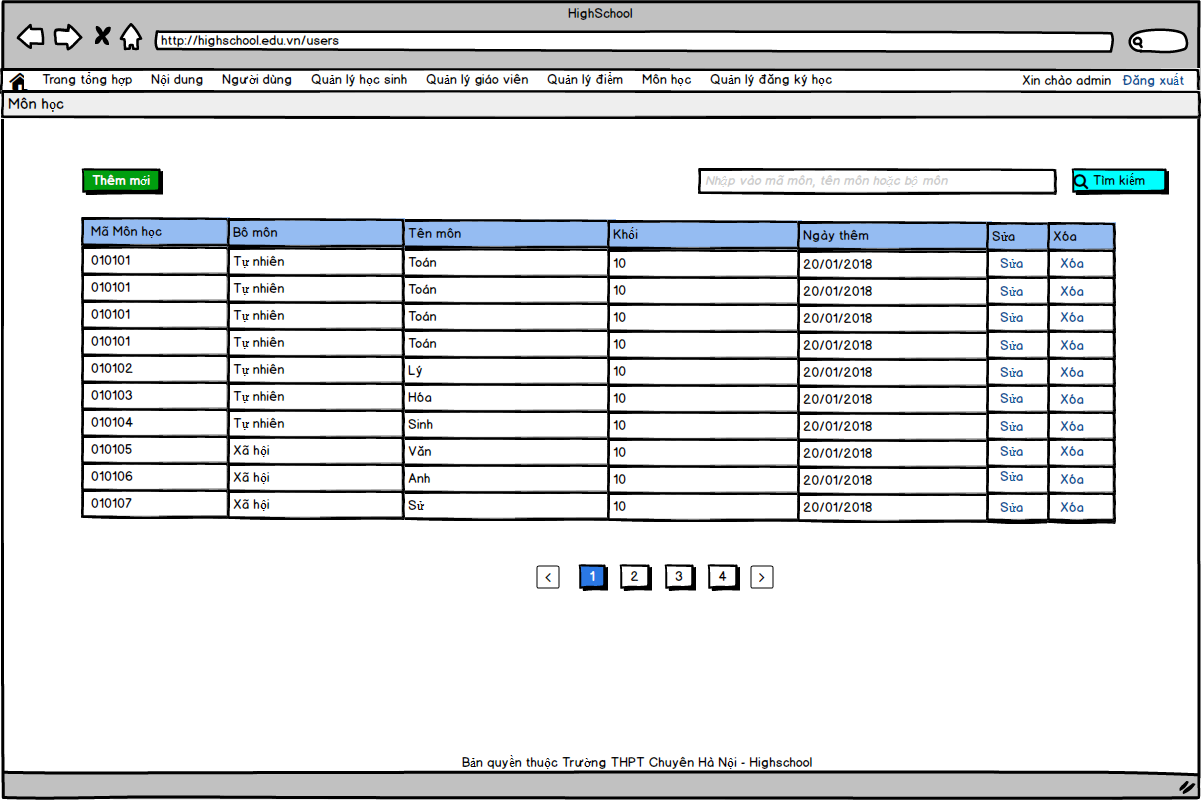 HighSchool
http://highschool.edu.vn/users
Trang tổng hợp Nội dung Người dùng Quản lý học sinh Quản lý giáo viên Quản lý điểm Môn học Quản lý đăng ký học Xin chào admin Đăng xuất
Môn học
Thêm mới Nhập vào mã môn, tên môn hoặc bộ môn Tìm kiếm
Mã Môn học Bộ môn Tên môn Khối Ngày thêm Sửa Xóa
010101 Tự nhiên Toán 10 20/01/2018 Sửa Xóa
010101 Tự nhiên Toán 10 20/01/2018 Sửa Xóa
010101 Tự nhiên Toán 10 20/01/2018 Sửa Xóa
010101 Tự nhiên Toán 10 20/01/2018 Sửa Xóa
010102 Tự nhiên Lý 10 20/01/2018 Sửa Xóa
010103 Tự nhiên Hóa 10 20/01/2018 Sửa Xóa
010104 Tự nhiên Sinh 10 20/01/2018 Sửa Xóa
010105 Xã hội Văn 10 20/01/2018 Sửa Xóa
010106 Xã hội Anh 10 20/01/2018 Sửa Xóa
010107 Xã hội Sử 10 20/01/2018 Sửa Xóa
< 1 2 3 4 >
Bản quyền thuộc Trường THPT Chuyên Hà Nội - Highschool